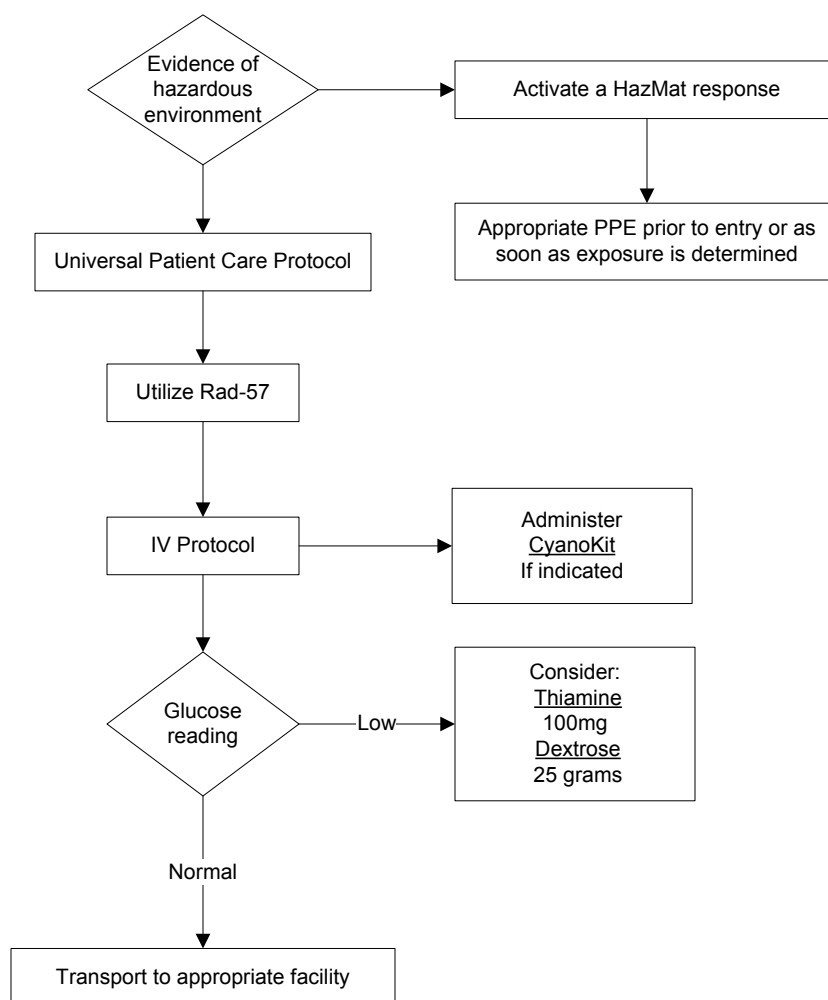 Evidence of
hazardous
environment
Activate a HazMat response
Appropriate PPE prior to entry or as
soon as exposure is determined
Universal Patient Care Protocol
Utilize Rad-57
IV Protocol
Administer
CyanoKit
If indicated
Glucose
reading
Low
Consider:
Thiamine
100mg
Dextrose
25 grams
Normal
Transport to appropriate facility